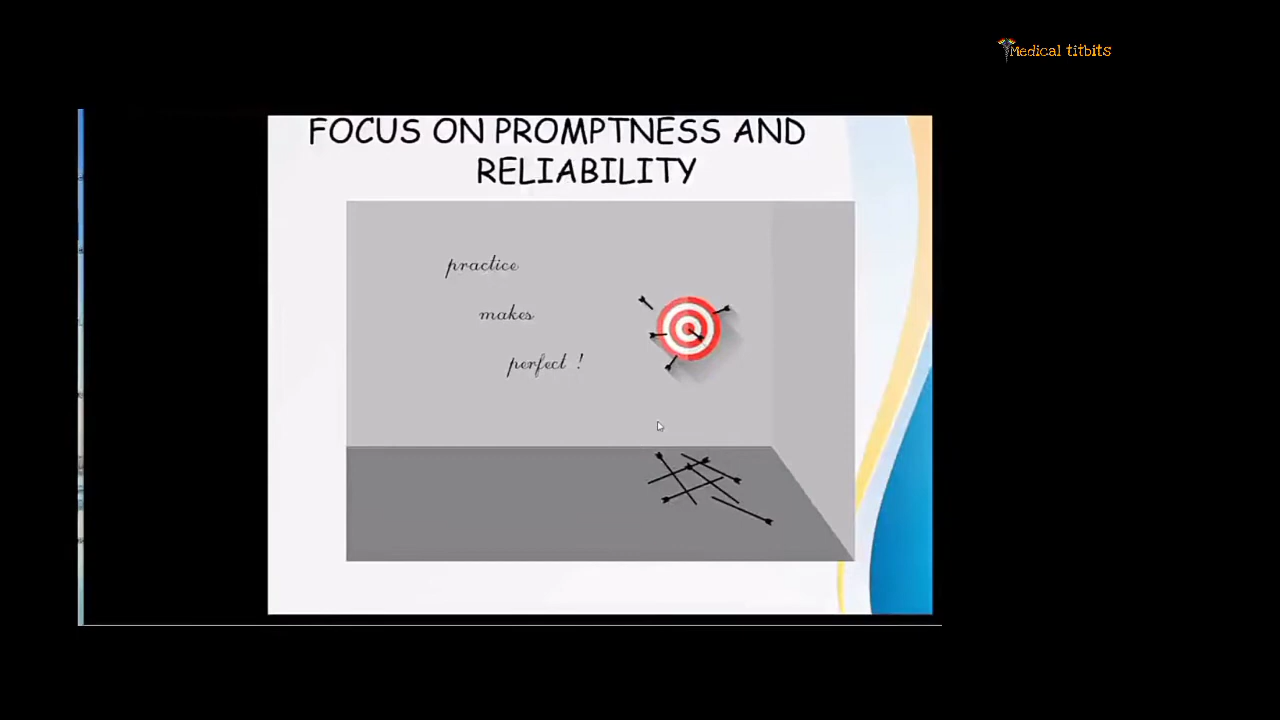 Medical titbits
FOCUS ON PROMPTNESS AND
RELIABILITY
practice
makes
perfect !